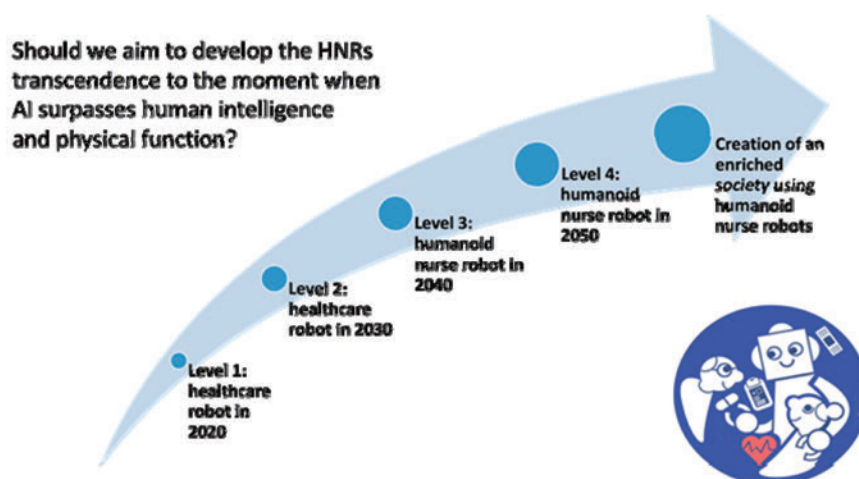 Should we aim to develop the HNRs
transcendence to the moment when
AI surpasses human intelligence
and physical function?
Level 1:
healthcare
robot in
2020
Level 2:
healthcare
robot in 2030
Level 3:
humanoid
nurse robot in
2040
Level 4:
humanoid
nurse robot in
2050
Creation of an
enriched
society using
humanoid
nurse robots